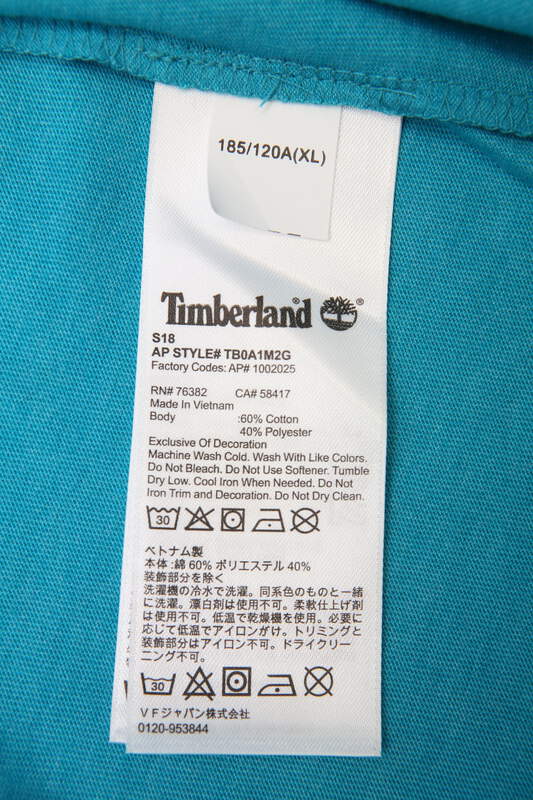 185/120A(XL)
Timberland® ®
S18
AP STYLE# TB0A1M2G
Factory Codes: AP# 1002025
RN# 76382 CA# 58417
Made In Vietnam
Body :60% Cotton
40% Polyester
Exclusive Of Decoration
Machine Wash Cold. Wash With Like Colors.
Do Not Bleach. Do Not Use Softener. Tumble
Dry Low. Cool Iron When Needed. Do Not
Iron Trim and Decoration. Do Not Dry Clean.
30
ベトナム製
本体:綿 60% ポリエステル 40%
装飾部分を除く
洗濯機の冷水で洗濯。同系色のものと一緒
に洗濯。漂白剤は使用不可。柔軟仕上げ剤
は使用不可。低温で乾燥機を使用。必要に
応じて低温でアイロンがけ。トリミングと
装飾部分はアイロン不可。ドライクリー
ニング不可。
30
VFジャパン株式会社
0120-953844